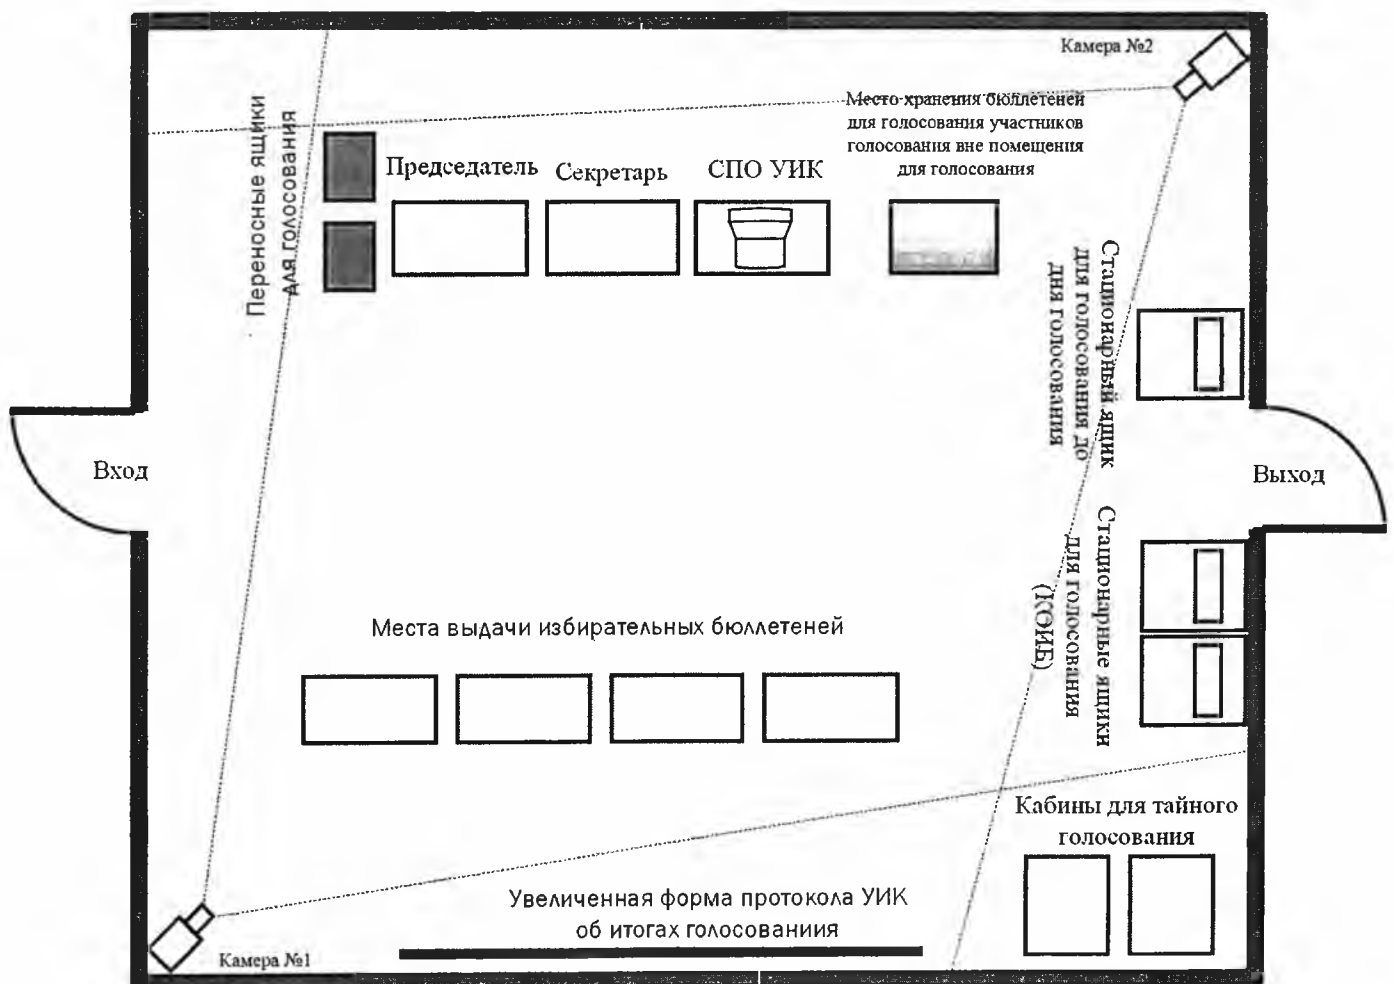 Камера №2
Место хранения бюллетеней
для голосования участников
голосования вне помещения
для голосования
Переносные ящики
для голосования
Председатель
Секретарь
СПО УИК
Стационарный ящик
для голосования до
дня голосования
Вход
Выход
Стационарные ящики
для голосования
(КОИБ)
Места выдачи избирательных бюллетеней
Кабины для тайного
голосования
Увеличенная форма протокола УИК
об итогах голосованиия
Камера №1